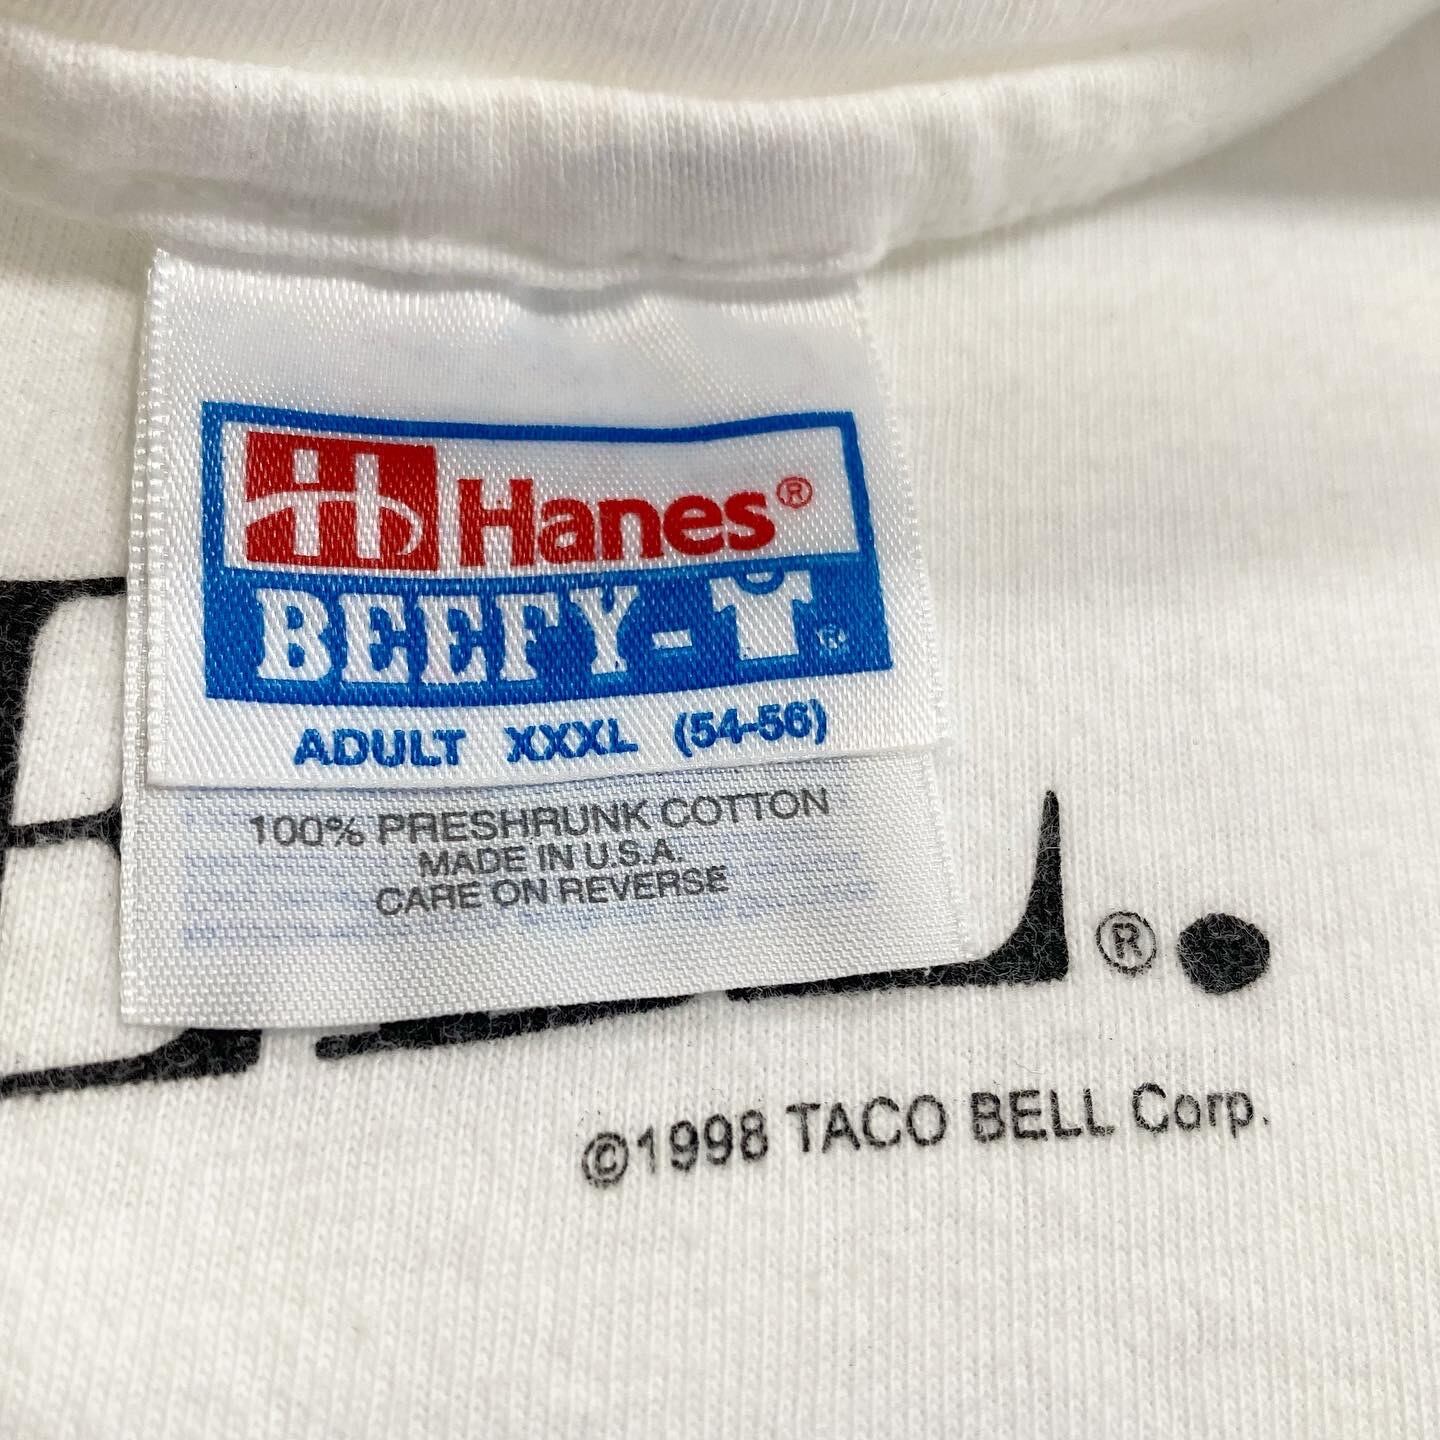 Hanes®
BEEFY-T®
ADULT XXXL (54-56)
100% PRESHRUNK COTTON
MADE IN U.S.A.
CARE ON REVERSE
®.
©1998 TACO BELL Corp.